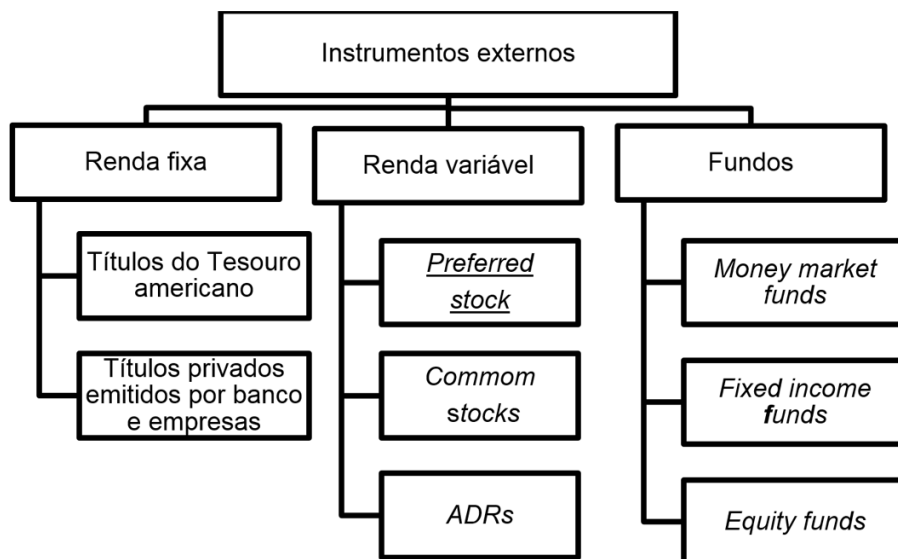 Instrumentos externos
Renda fixa
Títulos do Tesouro
americano
Títulos privados
emitidos por banco
e empresas
Renda variável
Preferred
stock
Commom
stocks
ADRs
Fundos
Money market
funds
Fixed income
funds
Equity funds